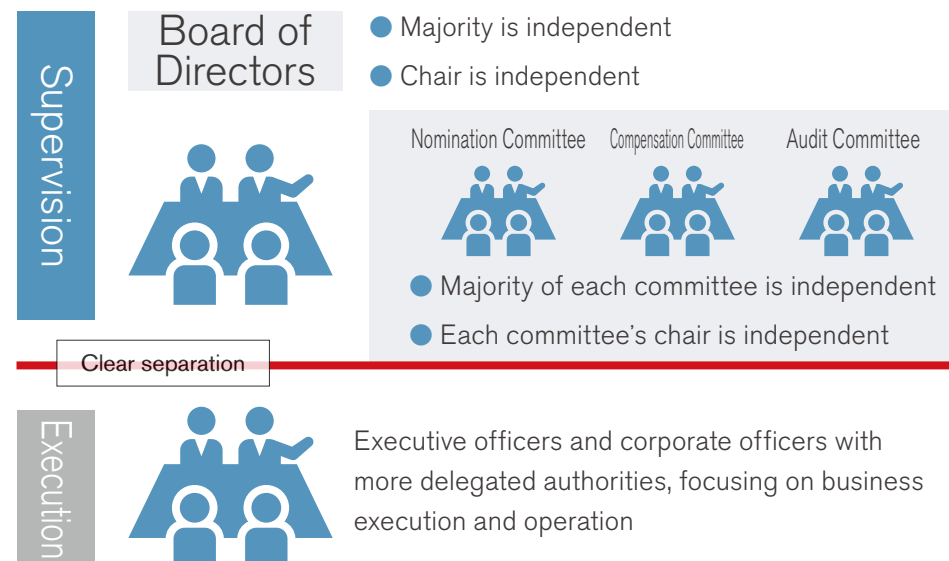 Supervision
Board of
Directors
Majority is independent
Chair is independent
Nomination Committee
Compensation Committee
Audit Committee
Majority of each committee is independent
Each committee’s chair is independent
Clear separation
Execution
Executive officers and corporate officers with
more delegated authorities, focusing on business
execution and operation